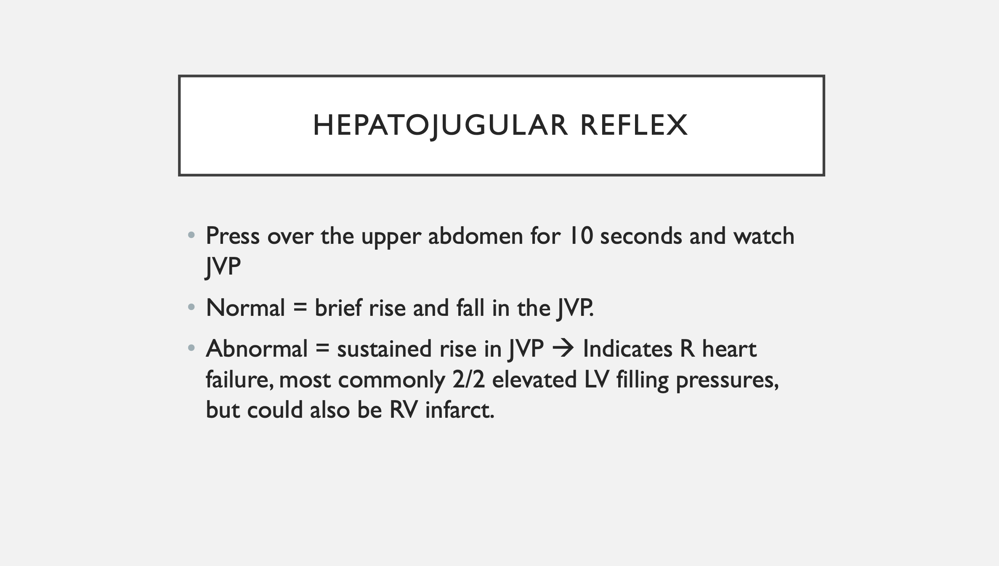 HEPATOJUGULAR REFLEX
• Press over the upper abdomen for 10 seconds and watch
JVP
• Normal = brief rise and fall in the JVP.
• Abnormal = sustained rise in JVP → Indicates R heart
failure, most commonly 2/2 elevated LV filling pressures,
but could also be RV infarct.